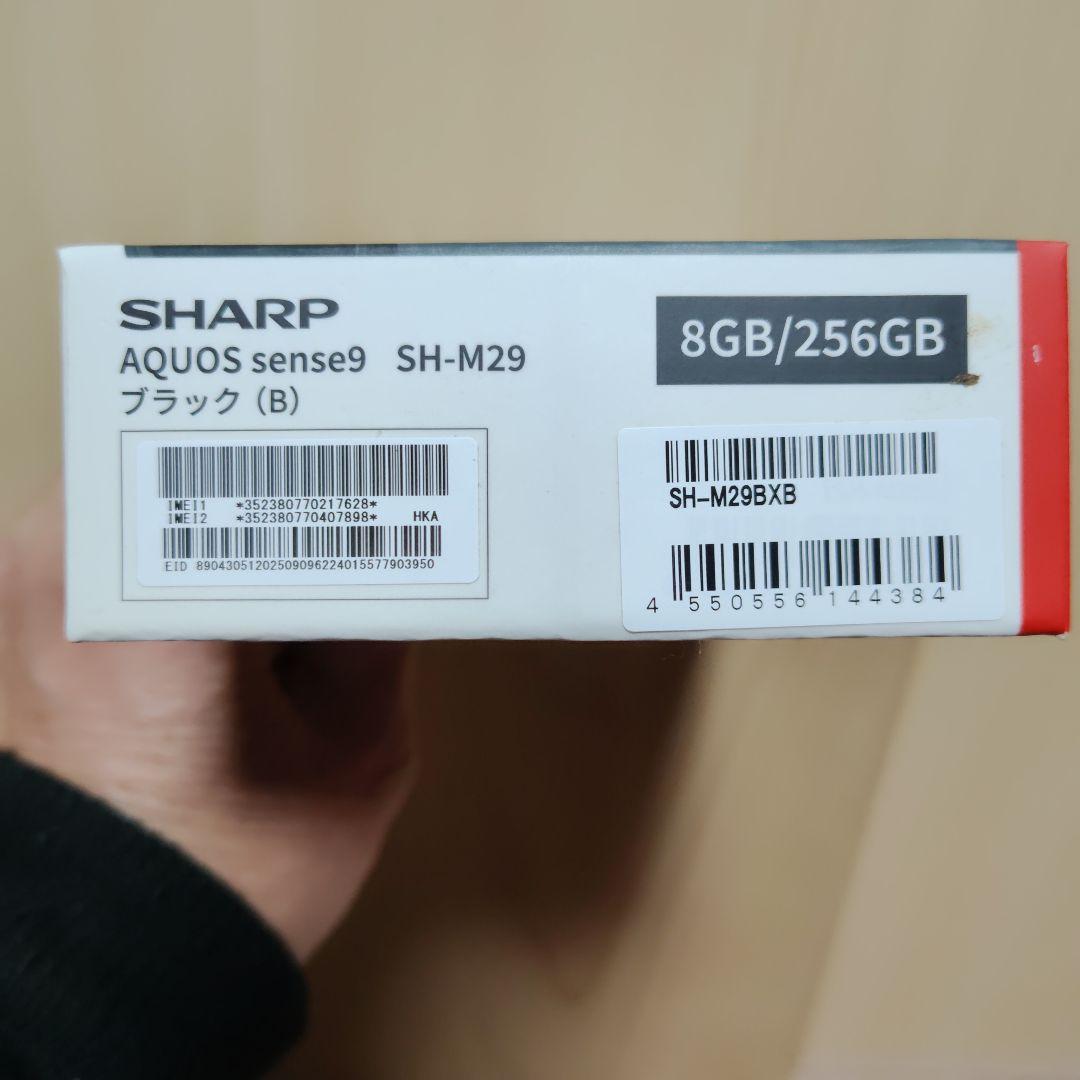 SHARP
AQUOS sense9 SH-M29
ブラック（B）
8GB/256GB
IMEI1 *352380770217628*
IMEI2 *352380770407898* HKA
EID 89043051202509096224015577903950
SH-M29BXB
4 550556 144384